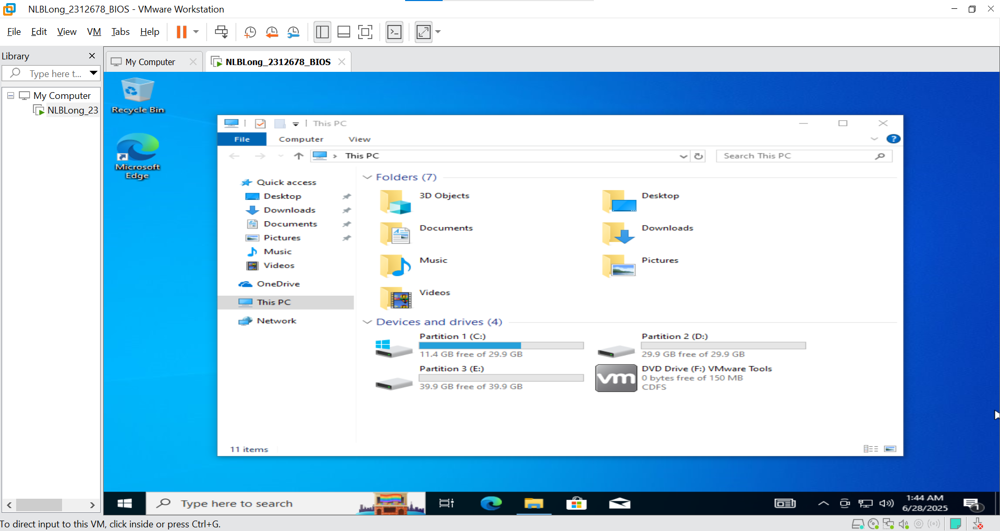 NLBLong_2312678_BIOS - VMware Workstation
File Edit View VM Tabs Help
Library
Type here t...
My Computer
NLBLong_23
My Computer
NLBLong_2312678_BIOS
Recycle Bin
Microsoft
Edge
This PC
File Computer View
This PC
Search This PC
Quick access
Desktop
Downloads
Documents
Pictures
Music
Videos
OneDrive
This PC
Network
Folders (7)
3D Objects
Desktop
Documents
Downloads
Music
Pictures
Videos
Devices and drives (4)
Partition 1 (C:)
11.4 GB free of 29.9 GB
Partition 2 (D:)
29.9 GB free of 29.9 GB
Partition 3 (E:)
39.9 GB free of 39.9 GB
vm
DVD Drive (F:) VMware Tools
0 bytes free of 150 MB
CDFS
11 items
Type here to search
1:44 AM
6/28/2025
1
To direct input to this VM, click inside or press Ctrl+G.